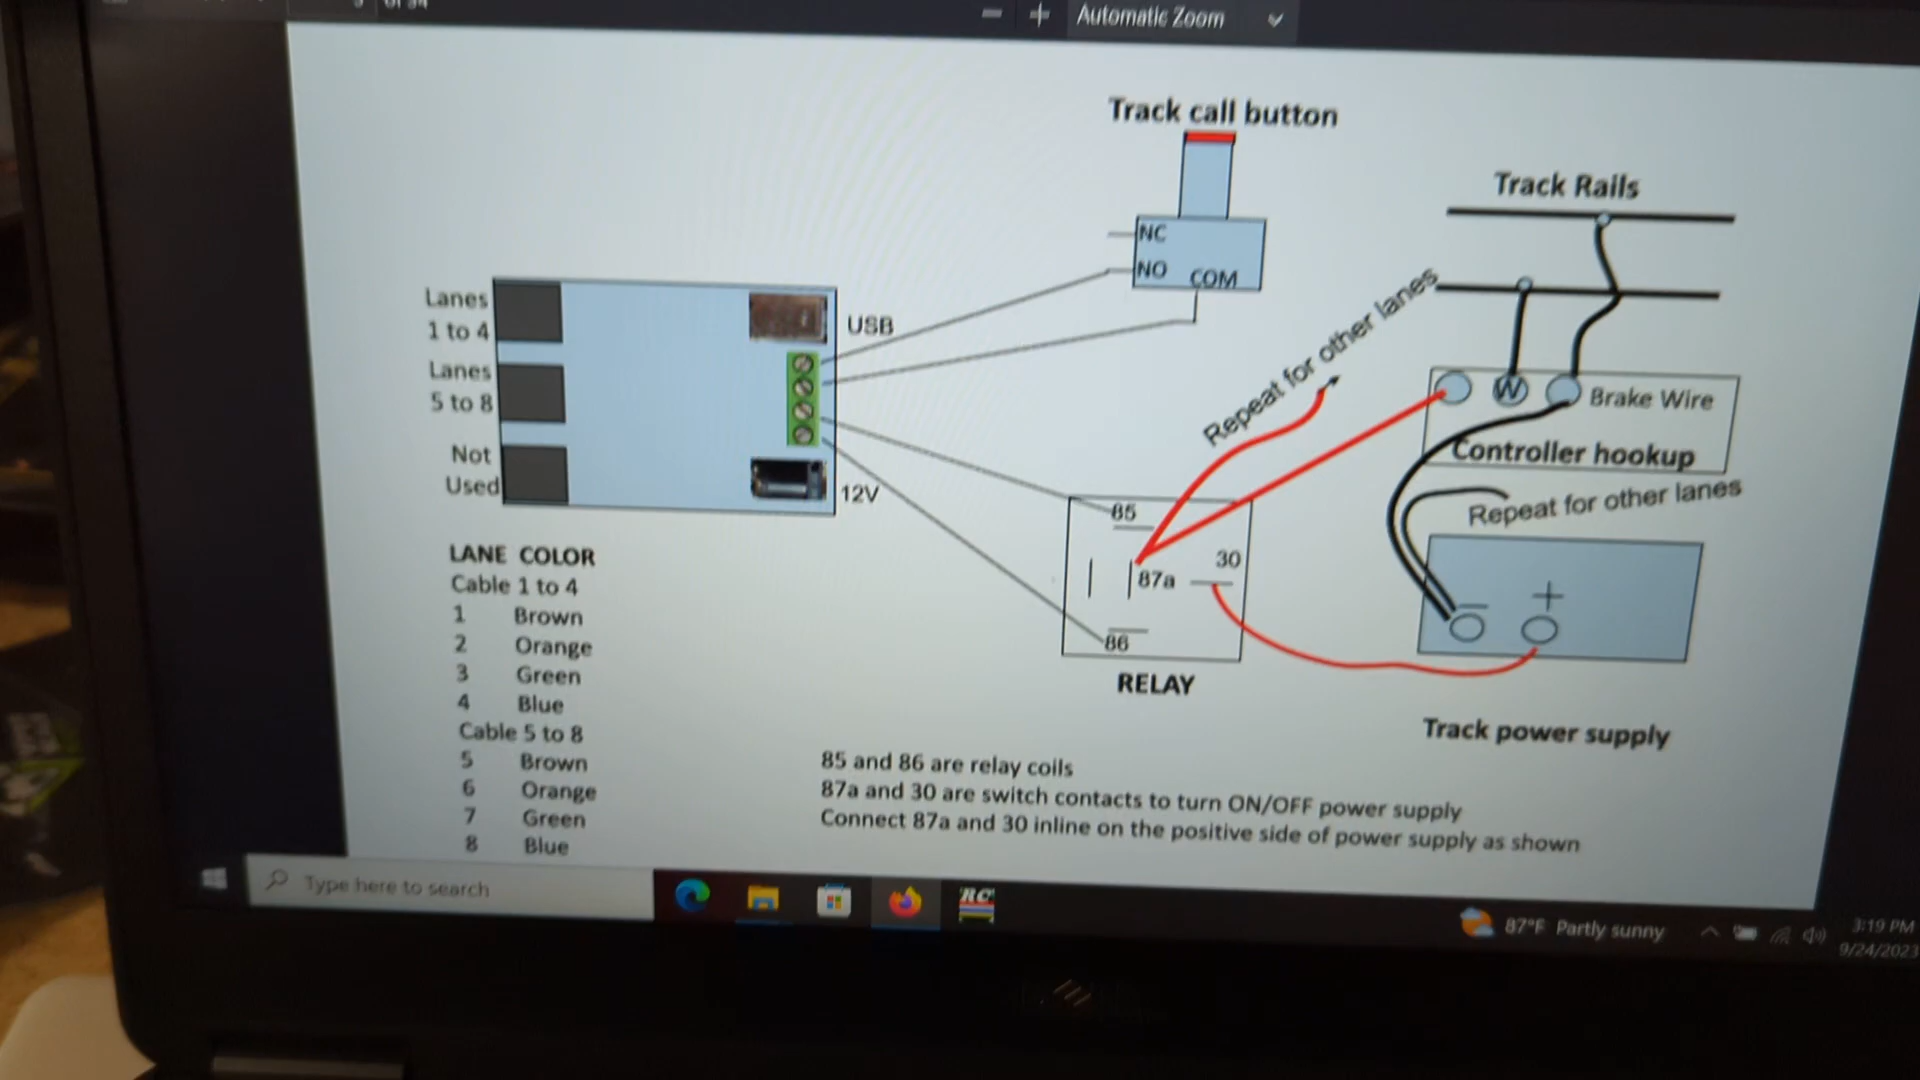 Automatic Zoom
Track call button
Track Rails
NC
NO
COM
Lanes
1 to 4
USB
Lanes
5 to 8
Not
Used
12V
Repeat for other lanes
W
Brake Wire
Controller hookup
Repeat for other lanes
85
30
87a
86
RELAY
− +
Track power supply
LANE COLOR
Cable 1 to 4
1 Brown
2 Orange
3 Green
4 Blue
Cable 5 to 8
5 Brown
6 Orange
7 Green
8 Blue
85 and 86 are relay coils
87a and 30 are switch contacts to turn ON/OFF power supply
Connect 87a and 30 inline on the positive side of power supply as shown
Type here to search
RC
87°F Partly sunny
3:19 PM
9/24/2023